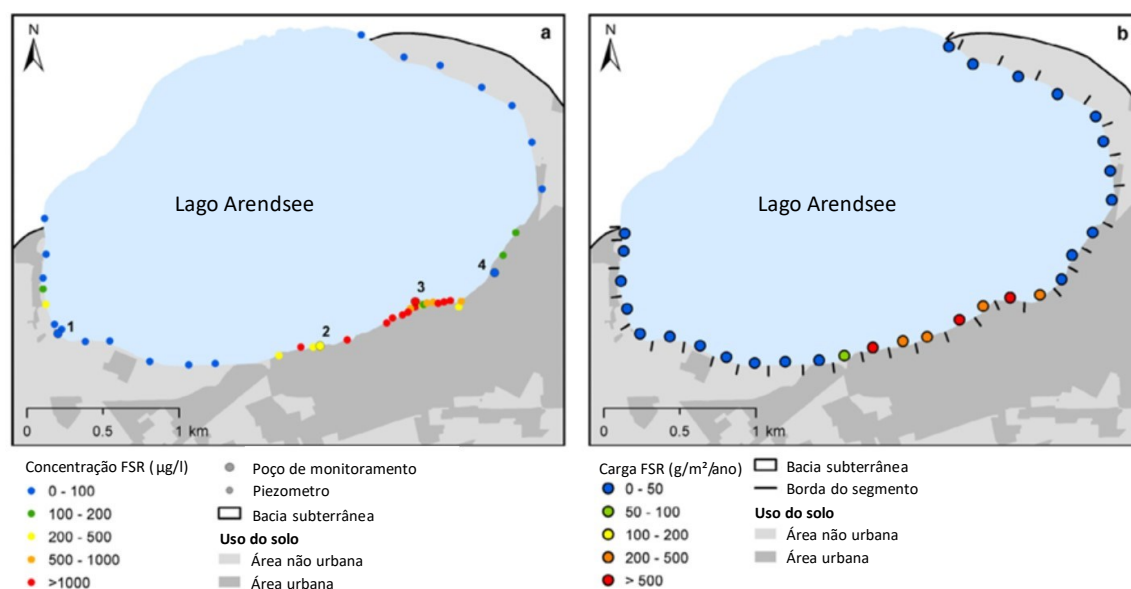 N
a
Lago Arendsee
1
2
3
4
0 0.5 1 km
Concentração FSR (µg/l)
0 - 100
100 - 200
200 - 500
500 - 1000
>1000
Poço de monitoramento
Piezometro
Bacia subterrânea
Uso do solo
Área não urbana
Área urbana
N
b
Lago Arendsee
0 0.5 1 km
Carga FSR (g/m²/ano)
0 - 50
50 - 100
100 - 200
200 - 500
> 500
Bacia subterrânea
Borda do segmento
Uso do solo
Área não urbana
Área urbana